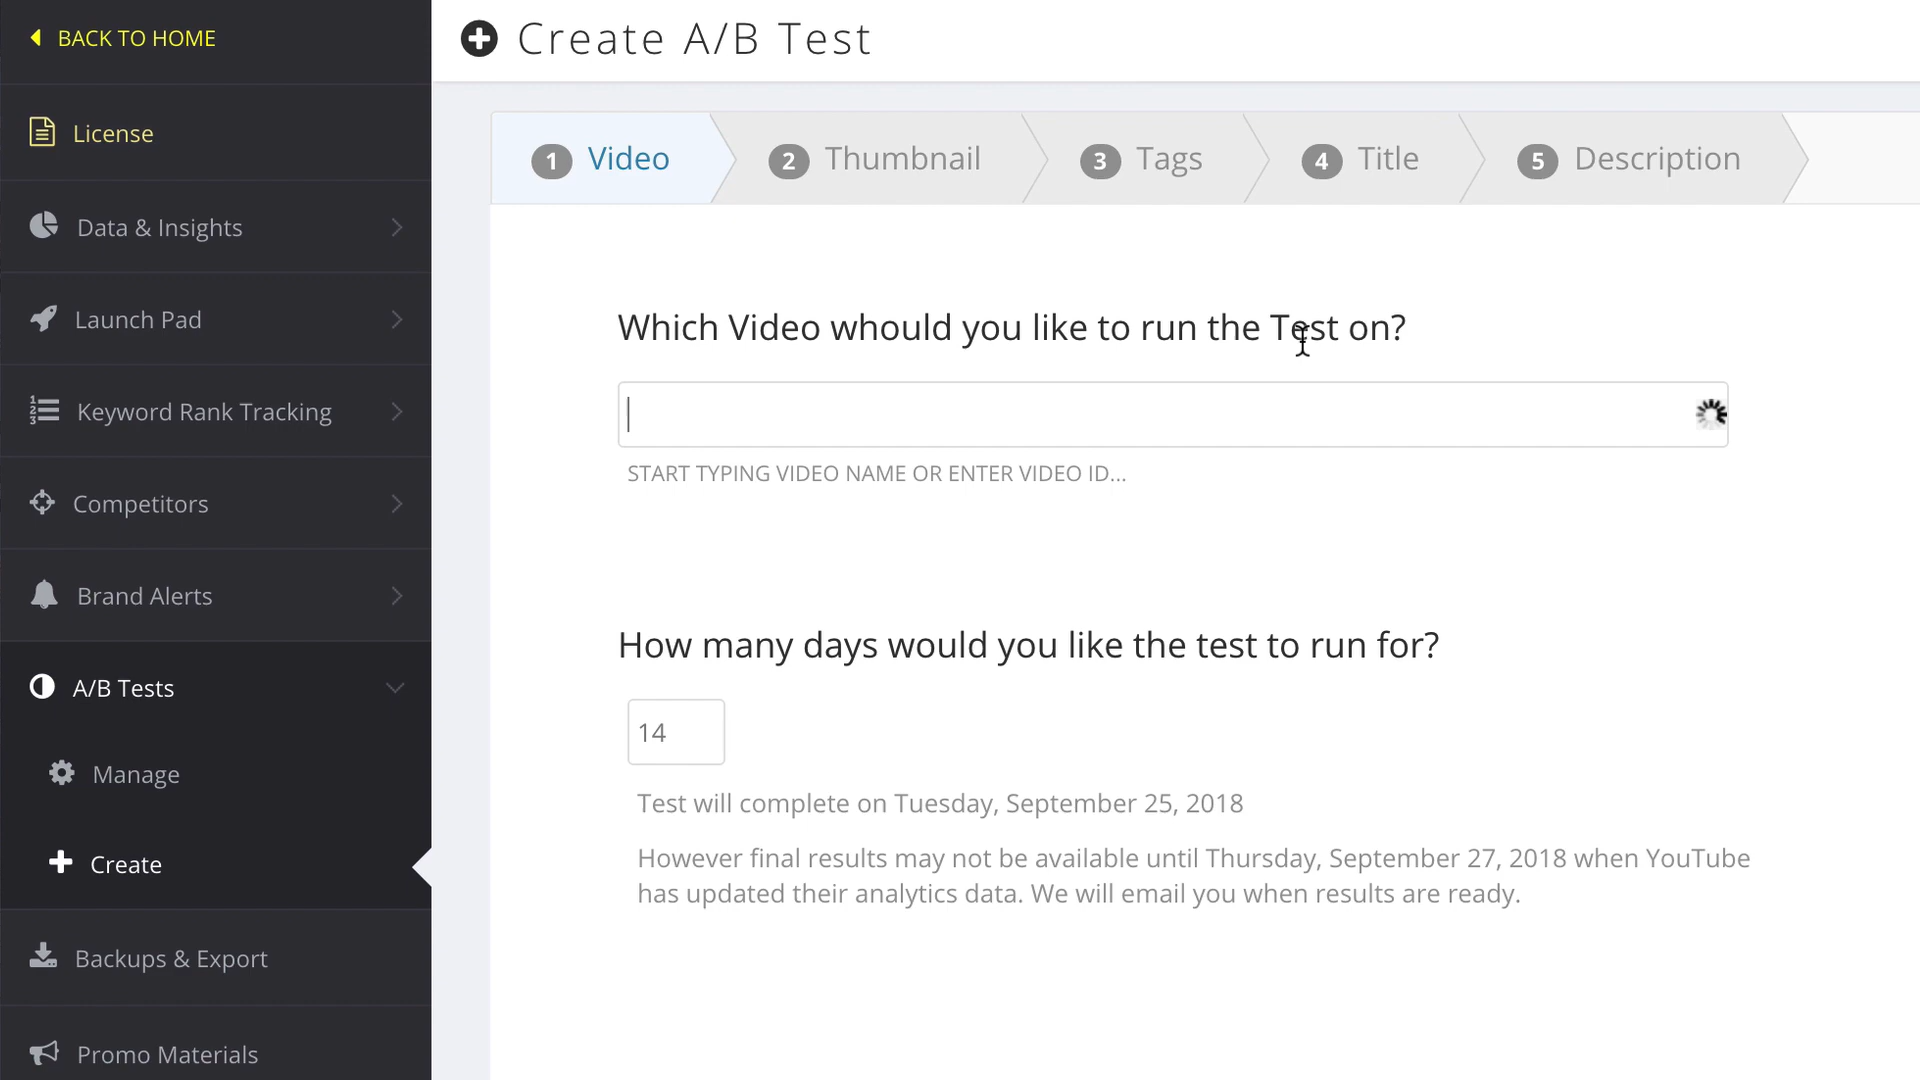 BACK TO HOME
License
Data & Insights
Launch Pad
Keyword Rank Tracking
Competitors
Brand Alerts
A/B Tests
Manage
Create
Backups & Export
Promo Materials
Create A/B Test
1 Video
2 Thumbnail
3 Tags
4 Title
5 Description
Which Video whould you like to run the Test on?
START TYPING VIDEO NAME OR ENTER VIDEO ID...
How many days would you like the test to run for?
14
Test will complete on Tuesday, September 25, 2018
However final results may not be available until Thursday, September 27, 2018 when YouTube
has updated their analytics data. We will email you when results are ready.